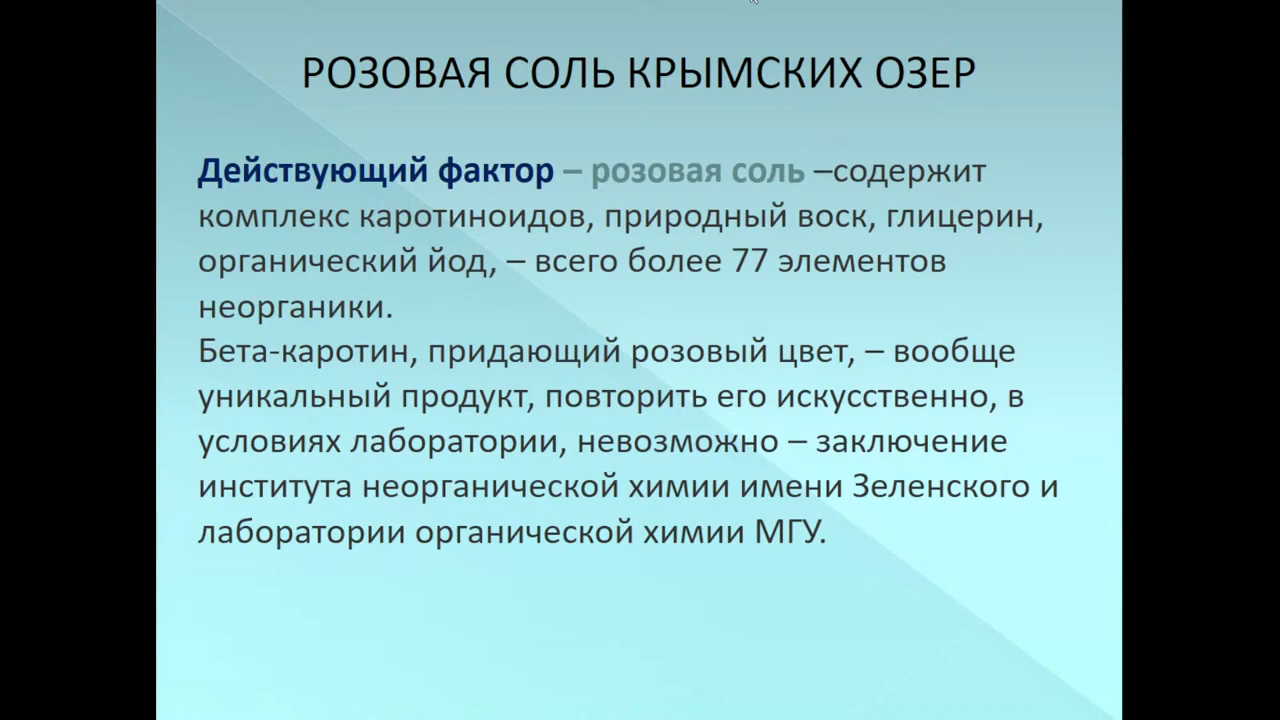 РОЗОВАЯ СОЛЬ КРЫМСКИХ ОЗЕР
Действующий фактор – розовая соль –содержит
комплекс каротиноидов, природный воск, глицерин,
органический йод, – всего более 77 элементов
неорганики.
Бета-каротин, придающий розовый цвет, – вообще
уникальный продукт, повторить его искусственно, в
условиях лаборатории, невозможно – заключение
института неорганической химии имени Зеленского и
лаборатории органической химии МГУ.